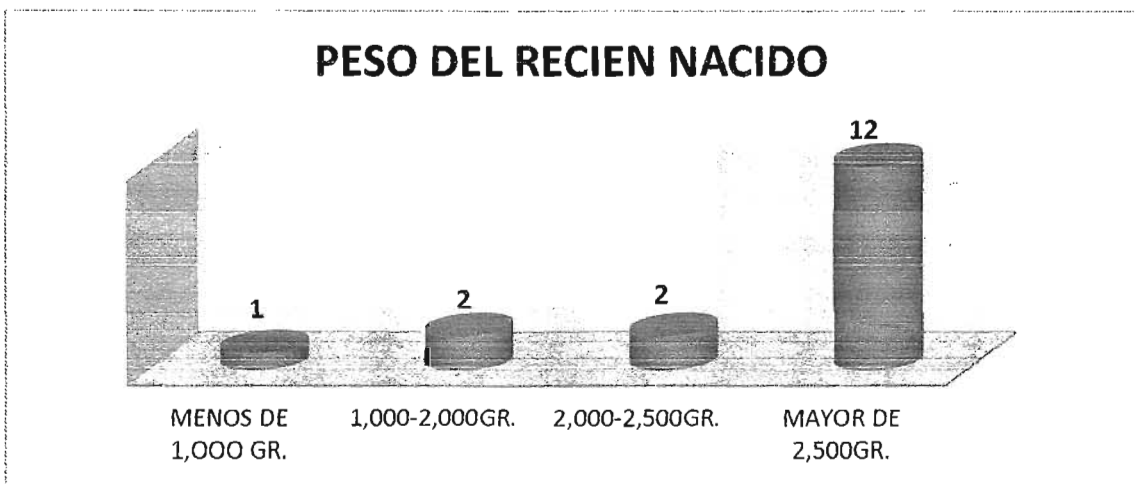 PESO DEL RECIEN NACIDO
12
1
2
2
MENOS DE
1,OOO GR.
1,000-2,000GR.
2,000-2,500GR.
MAYOR DE
2,500GR.